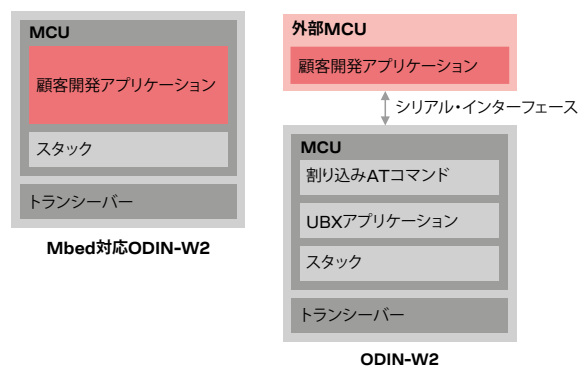 MCU
顧客開発アプリケーション
スタック
トランシーバー
Mbed対応ODIN-W2
外部MCU
顧客開発アプリケーション
シリアル・インターフェース
MCU
割り込みATコマンド
UBXアプリケーション
スタック
トランシーバー
ODIN-W2